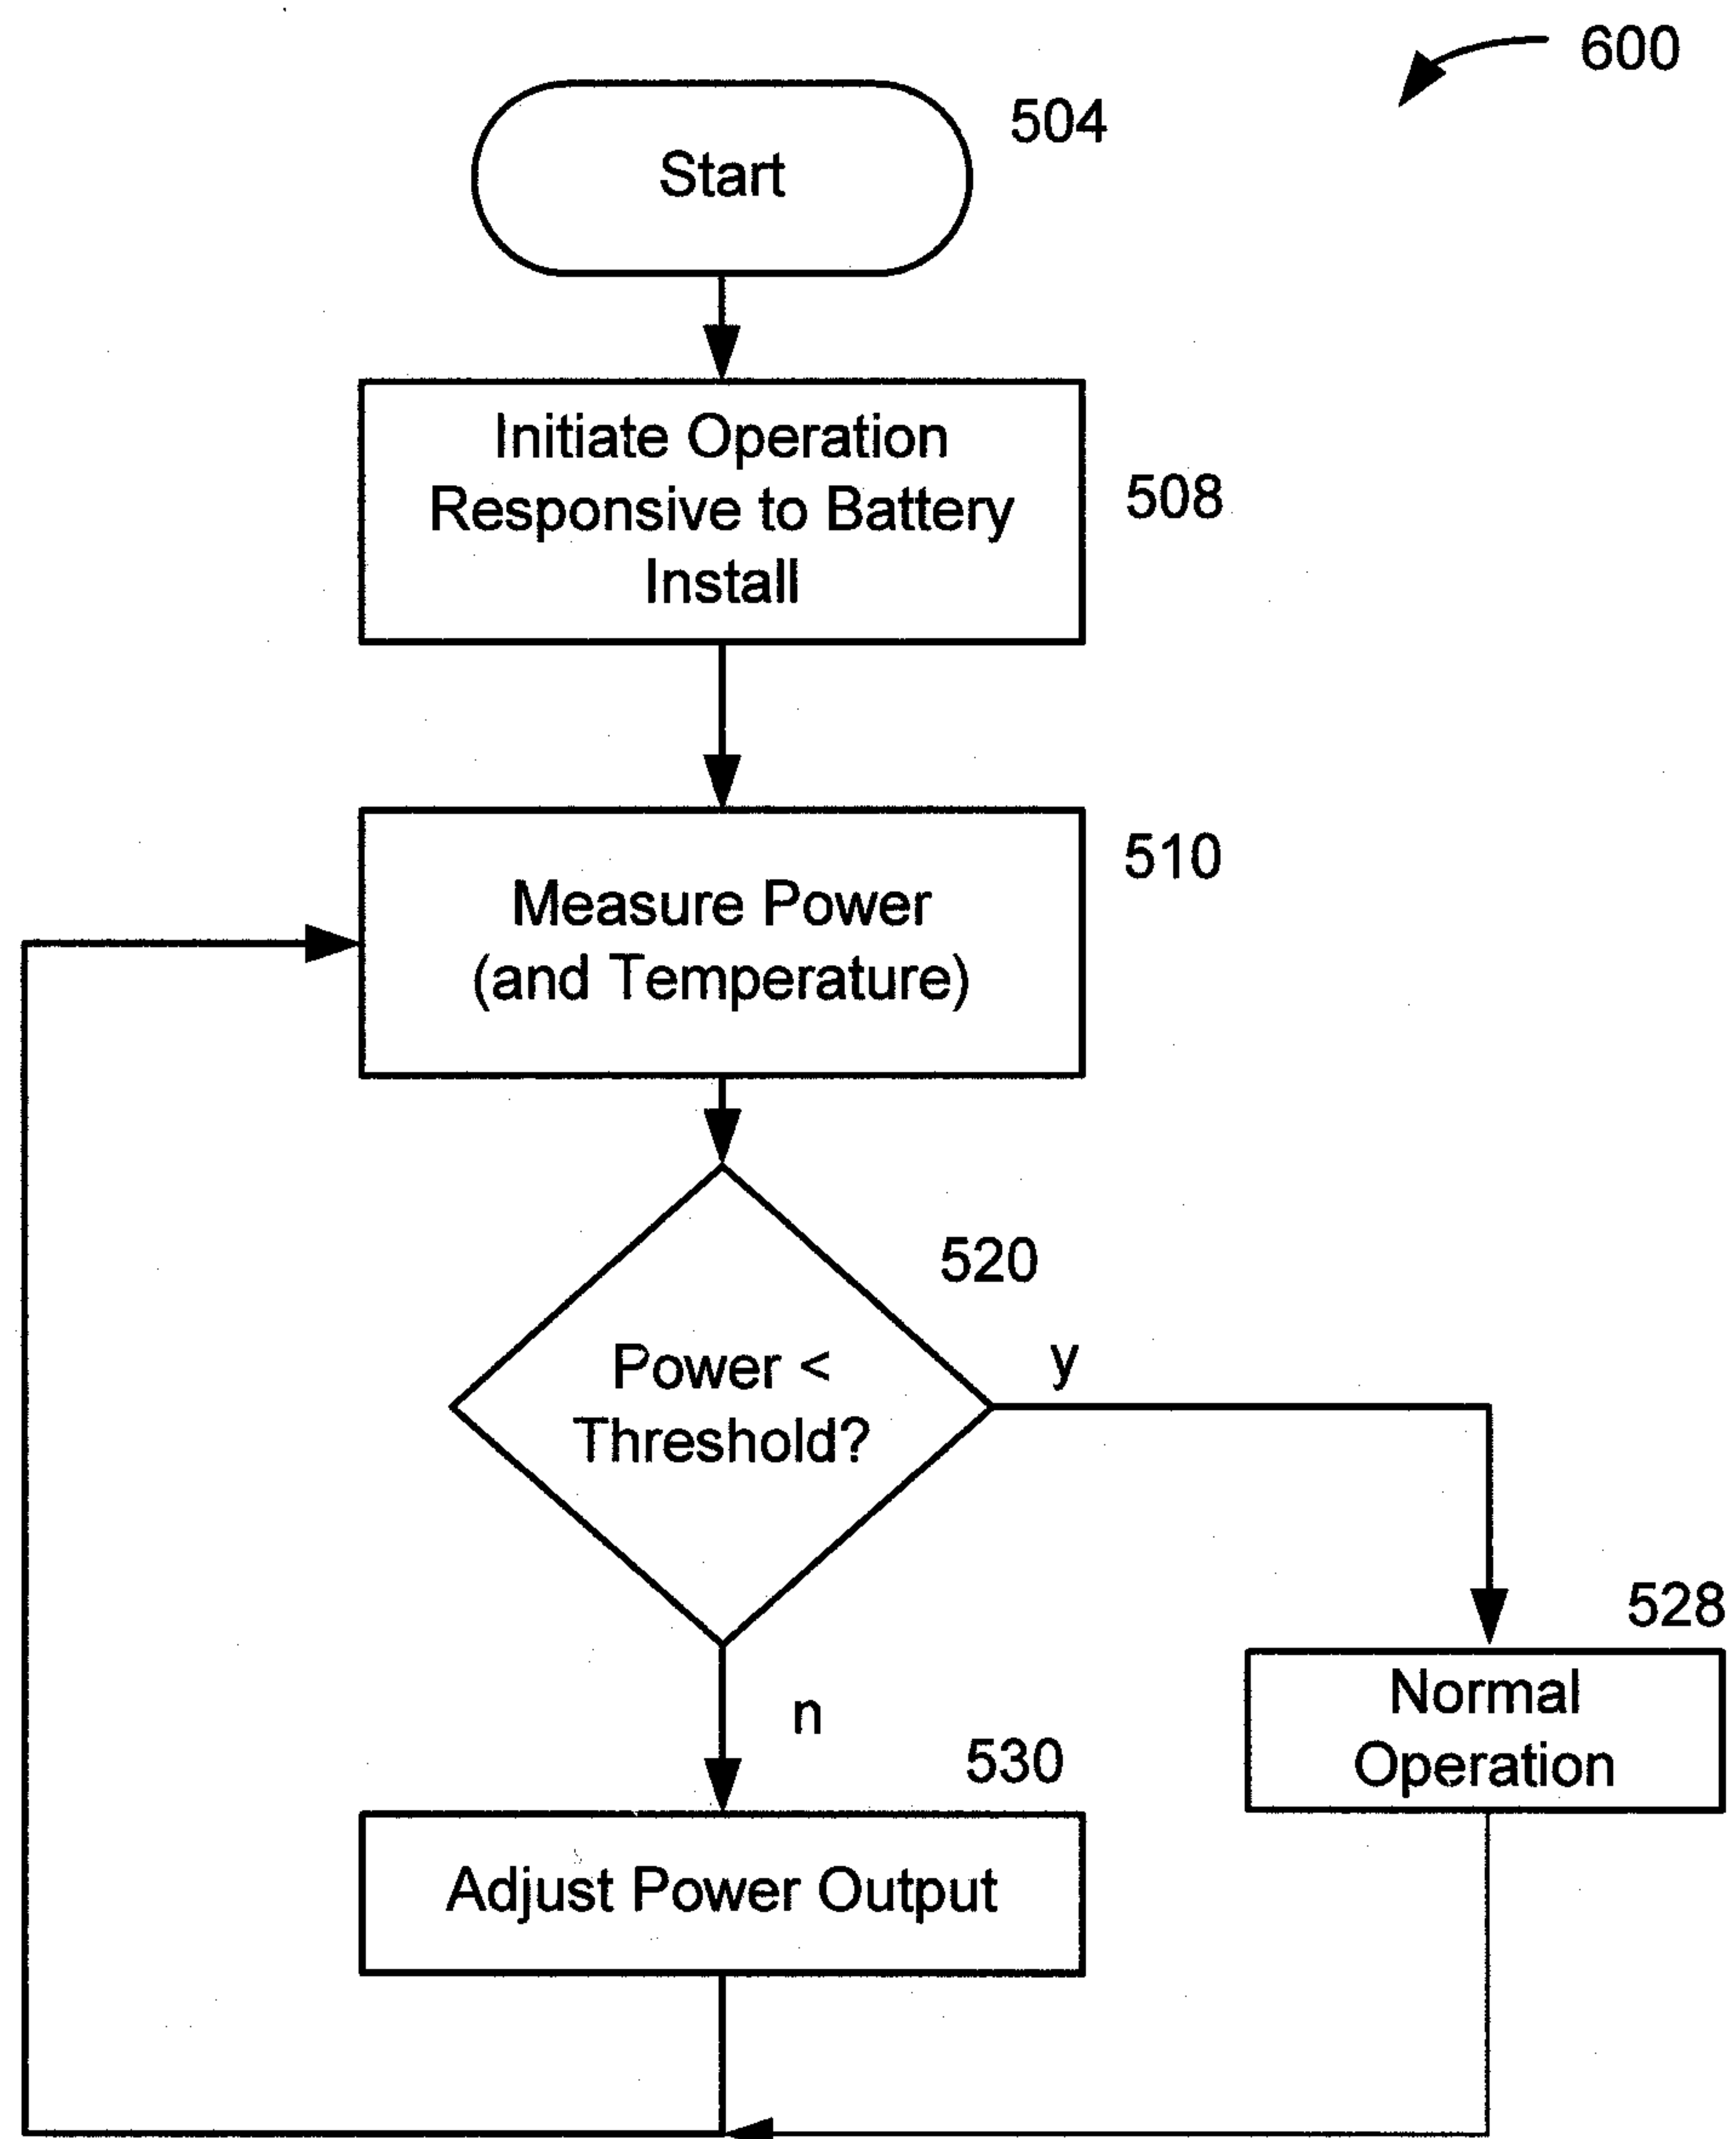 600
504
Start
Initiate Operation
Responsive to Battery
Install
508
510
Measure Power
(and Temperature)
520
Power <
Threshold?
y
n
528
Normal
Operation
530
Adjust Power Output